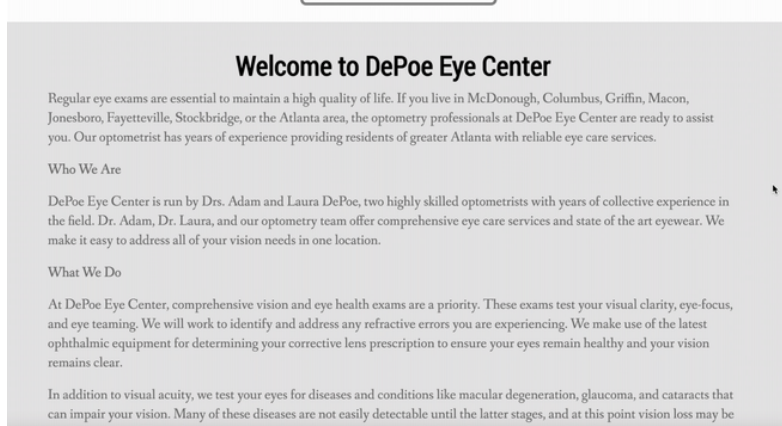 Welcome to DePoe Eye Center
Regular eye exams are essential to maintain a high quality of life. If you live in McDonough, Columbus, Griffin, Macon,
Jonesboro, Fayetteville, Stockbridge, or the Atlanta area, the optometry professionals at DePoe Eye Center are ready to assist
you. Our optometrist has years of experience providing residents of greater Atlanta with reliable eye care services.
Who We Are
DePoe Eye Center is run by Drs. Adam and Laura DePoe, two highly skilled optometrists with years of collective experience in
the field. Dr. Adam, Dr. Laura, and our optometry team offer comprehensive eye care services and state of the art eyewear. We
make it easy to address all of your vision needs in one location.
What We Do
At DePoe Eye Center, comprehensive vision and eye health exams are a priority. These exams test your visual clarity, eye-focus,
and eye teaming. We will work to identify and address any refractive errors you are experiencing. We make use of the latest
ophthalmic equipment for determining your corrective lens prescription to ensure your eyes remain healthy and your vision
remains clear.
In addition to visual acuity, we test your eyes for diseases and conditions like macular degeneration, glaucoma, and cataracts that
can impair your vision. Many of these diseases are not easily detectable until the latter stages, and at this point vision loss may be